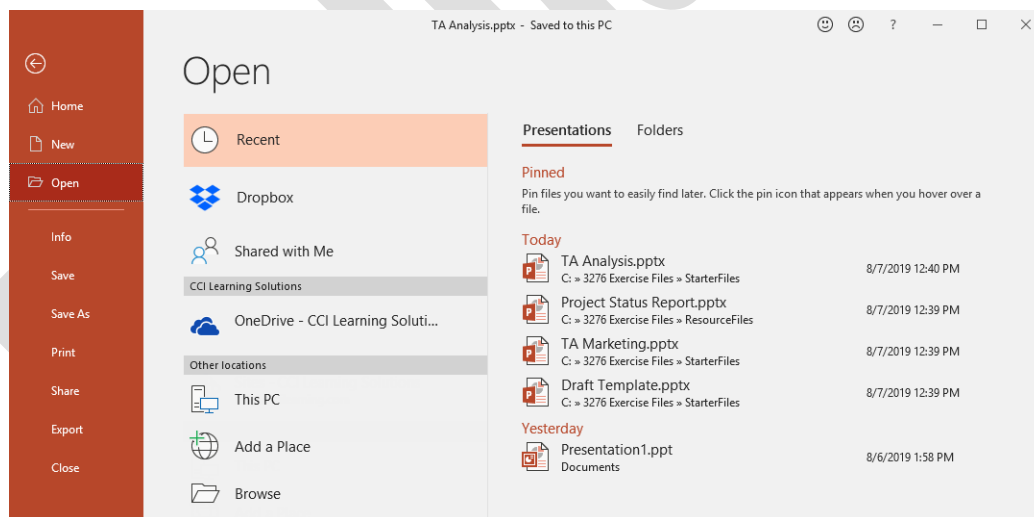 TA Analysis.pptx - Saved to this PC
?
Open
Home
New
Open
Info
Save
Save As
Print
Share
Export
Close
Recent
Dropbox
Shared with Me
CCI Learning Solutions
OneDrive - CCI Learning Soluti...
Other locations
This PC
Add a Place
Browse
Presentations Folders
Pinned
Pin files you want to easily find later. Click the pin icon that appears when you hover over a
file.
Today
TA Analysis.pptx
C: » 3276 Exercise Files » StarterFiles
8/7/2019 12:40 PM
Project Status Report.pptx
C: » 3276 Exercise Files » ResourceFiles
8/7/2019 12:39 PM
TA Marketing.pptx
C: » 3276 Exercise Files » StarterFiles
8/7/2019 12:39 PM
Draft Template.pptx
C: » 3276 Exercise Files » StarterFiles
8/7/2019 12:39 PM
Yesterday
Presentation1.ppt
Documents
8/6/2019 1:58 PM